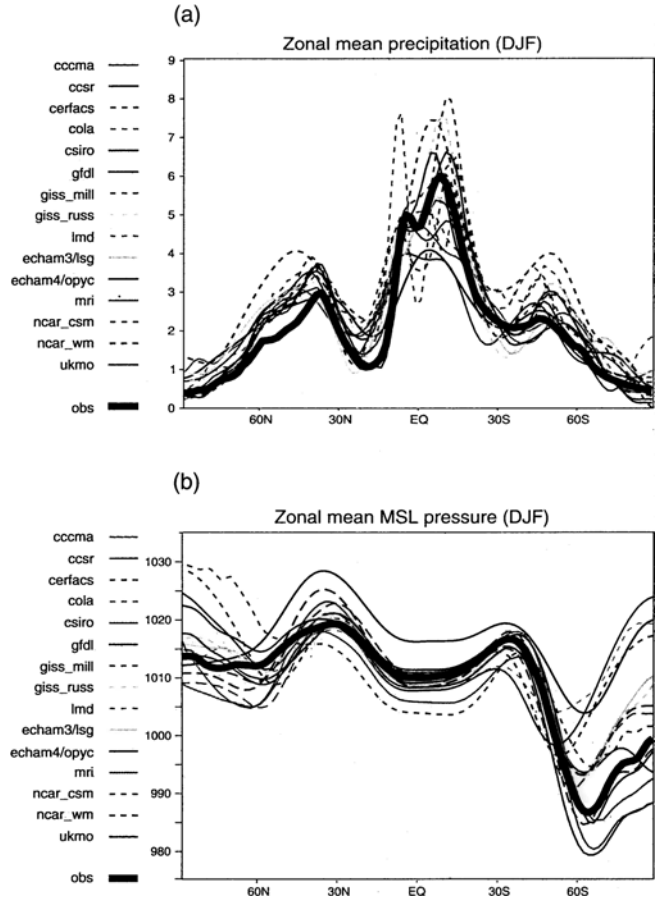 (a)
Zonal mean precipitation (DJF)
cccma
ccsr
cerfacs
cola
csiro
gfdl
giss_mill
giss_russ
lmd
echam3/lsg
echam4/opyc
mri
ncar_csm
ncar_wm
ukmo
obs
9
8
7
6
5
4
3
2
1
0
60N 30N EQ 30S 60S
(b)
Zonal mean MSL pressure (DJF)
cccma
ccsr
cerfacs
cola
csiro
gfdl
giss_mill
giss_russ
lmd
echam3/lsg
echam4/opyc
mri
ncar_csm
ncar_wm
ukmo
obs
1030
1020
1010
1000
990
980
975
60N 30N EQ 30S 60S